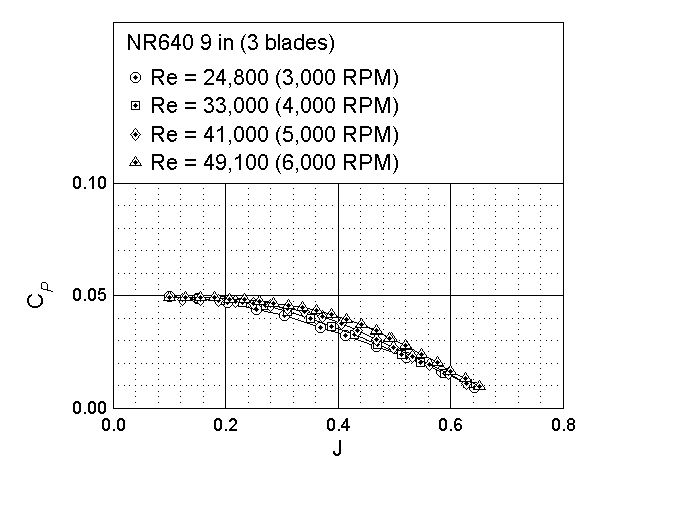 NR640 9 in (3 blades)
Re = 24,800 (3,000 RPM)
Re = 33,000 (4,000 RPM)
Re = 41,000 (5,000 RPM)
Re = 49,100 (6,000 RPM)
0.10
0.05
0.00
C_P
0.0 0.2 0.4 0.6 0.8
J